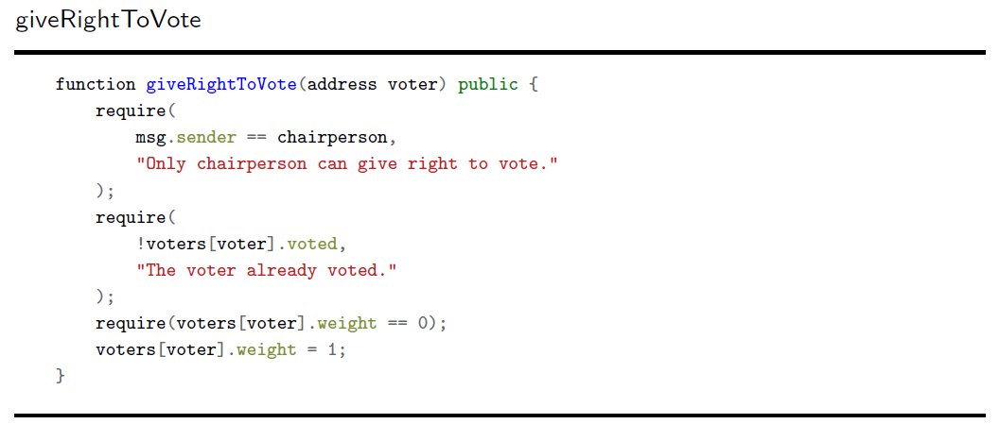 giveRightToVote
function giveRightToVote(address voter) public {
    require(
        msg.sender == chairperson,
        "Only chairperson can give right to vote."
    );
    require(
        !voters[voter].voted,
        "The voter already voted."
    );
    require(voters[voter].weight == 0);
    voters[voter].weight = 1;
}